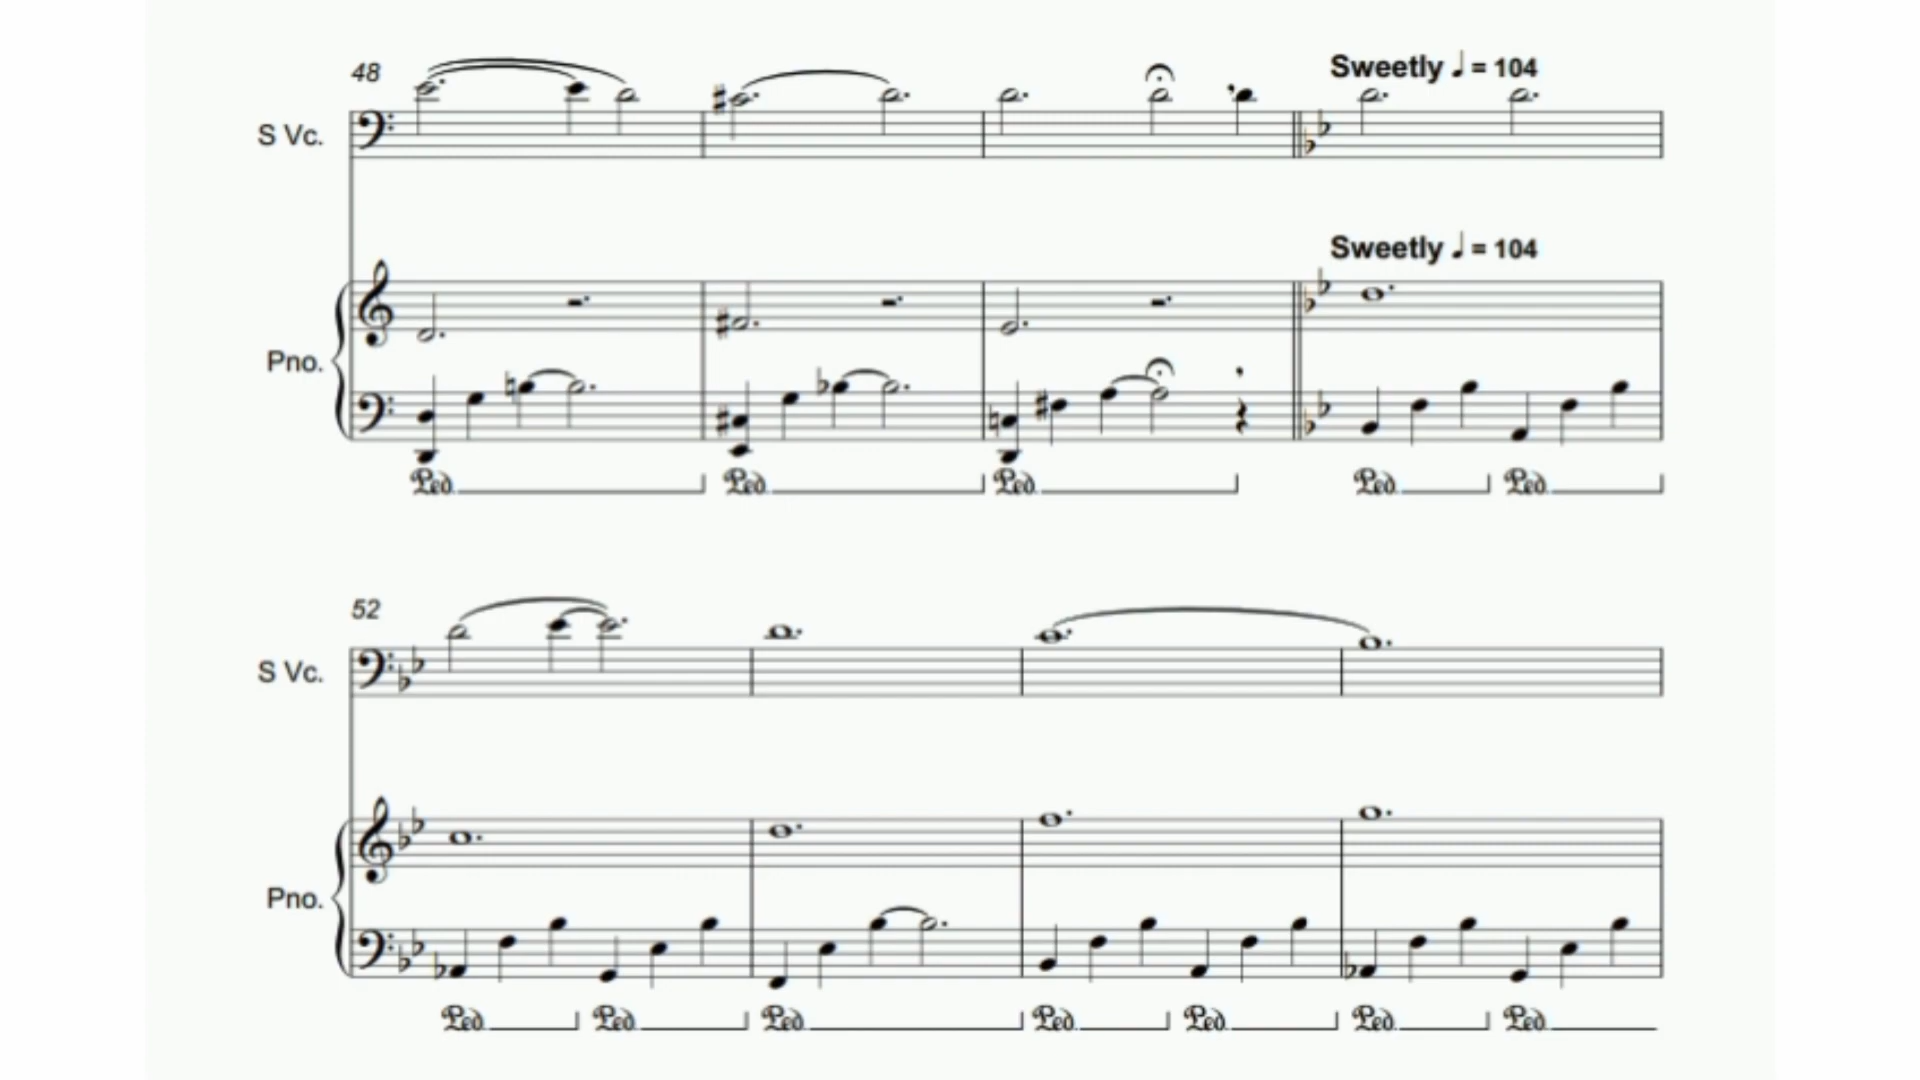 48
Sweetly ♩ = 104
S Vc.
Sweetly ♩ = 104
Pno.
Ped. Ped. Ped. Ped. Ped.
52
S Vc.
Pno.
Ped. Ped. Ped. Ped. Ped. Ped. Ped.